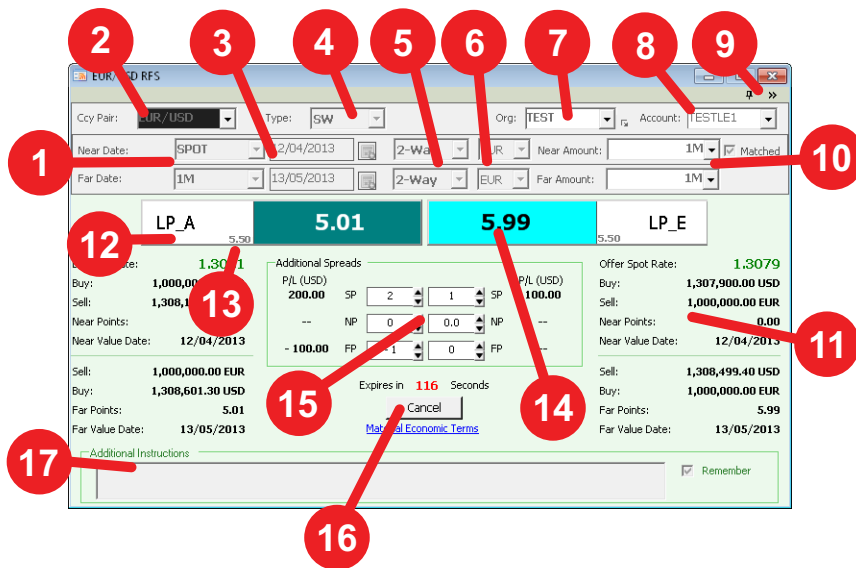 2 3 4 5 6 7 8 9
EUR/USD RFS
Ccy Pair: EUR/USD Type: SW Org: TEST Account: TESTLE1
1 Near Date: SPOT 12/04/2013 2-Way EUR Near Amount: 1M Matched 10
Far Date: 1M 13/05/2013 2-Way EUR Far Amount: 1M
12 LP_A 5.50 5.01 5.99 5.50 LP_E
13 14 15 11
Additional Spreads
P/L (USD) P/L (USD)
200.00 SP 2 1 SP 100.00
-- NP 0 0.0 NP --
- 100.00 FP - 1 0 FP --
Buy:
Sell:
Near Points:
Near Value Date: 12/04/2013
Sell: 1,000,000.00 EUR
Buy: 1,308,601.30 USD
Far Points: 5.01
Far Value Date: 13/05/2013
Expires in 116 Seconds
Cancel
Material Economic Terms
16
Offer Spot Rate: 1.3079
Buy: 1,307,900.00 USD
Sell: 1,000,000.00 EUR
Near Points: 0.00
Near Value Date: 12/04/2013
Sell: 1,308,499.40 USD
Buy: 1,000,000.00 EUR
Far Points: 5.99
Far Value Date: 13/05/2013
17 Additional Instructions
Remember